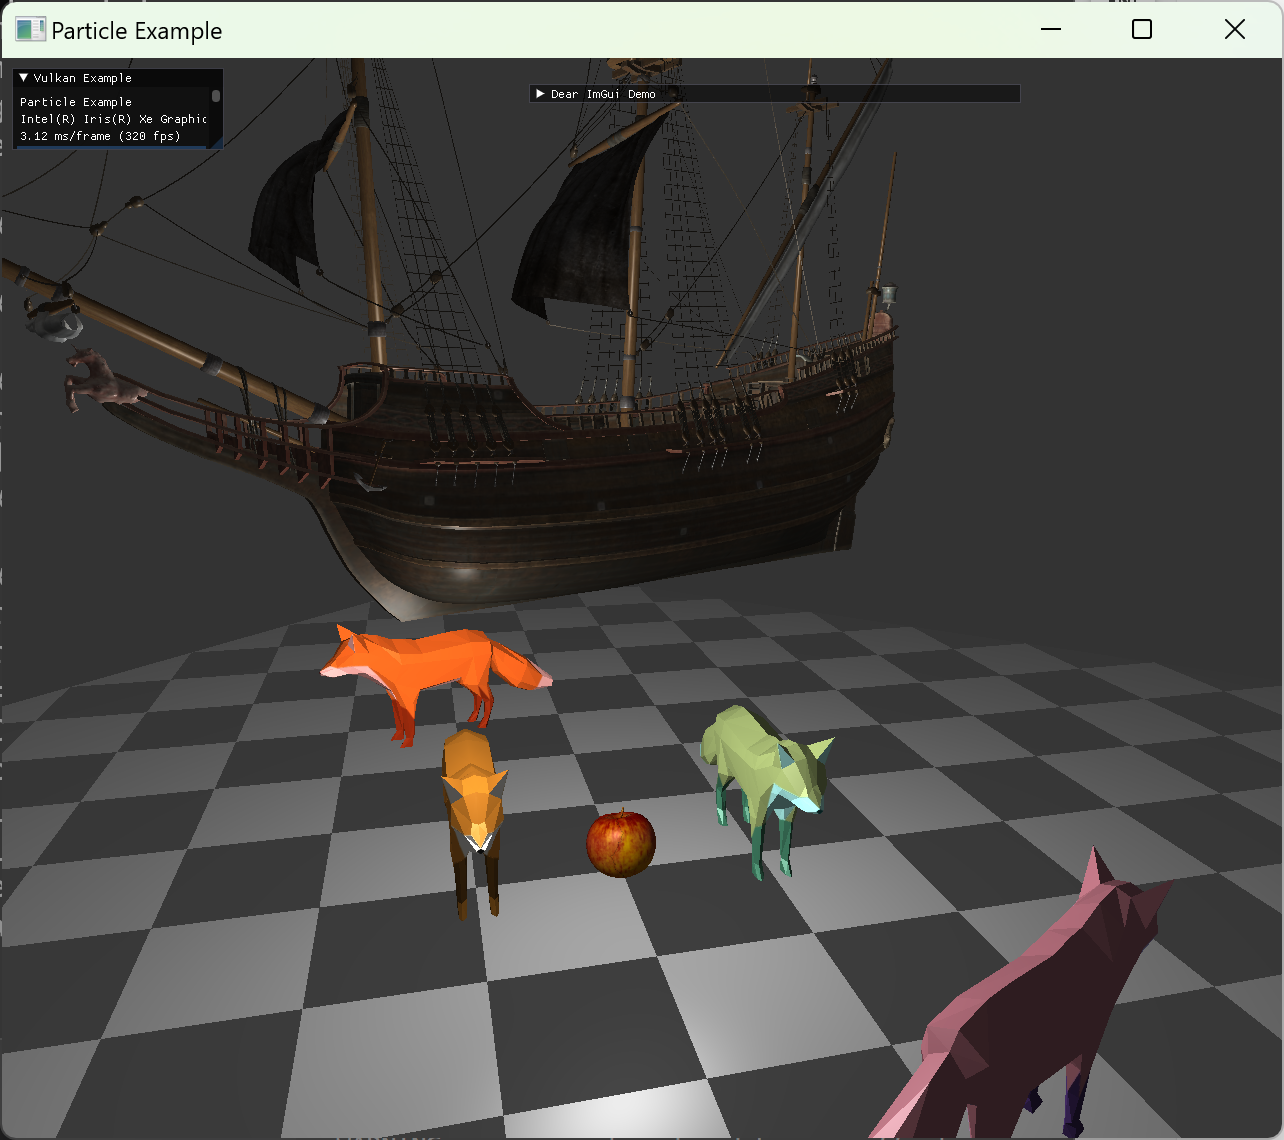 Particle Example
Vulkan Example
Particle Example
Intel(R) Iris(R) Xe Graphic
3.12 ms/frame (320 fps)
Dear ImGui Demo